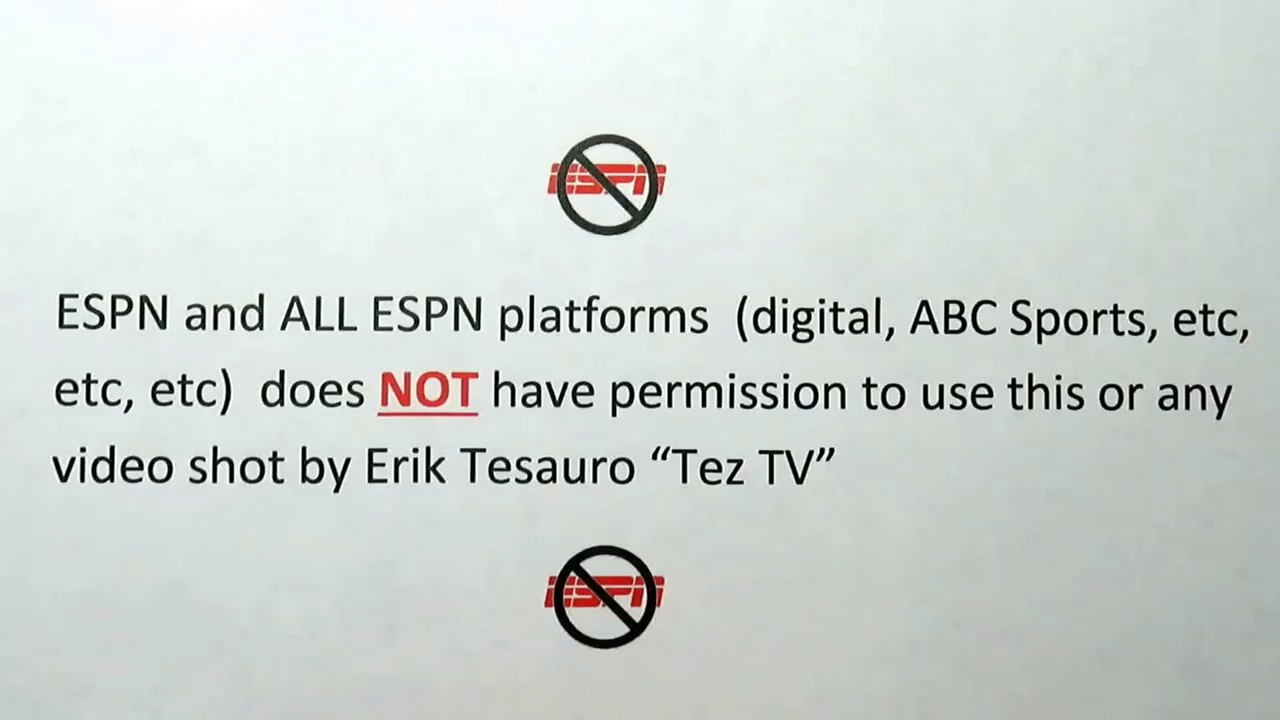 ESPN
ESPN and ALL ESPN platforms (digital, ABC Sports, etc,
etc, etc) does NOT have permission to use this or any
video shot by Erik Tesauro “Tez TV”
ESPN